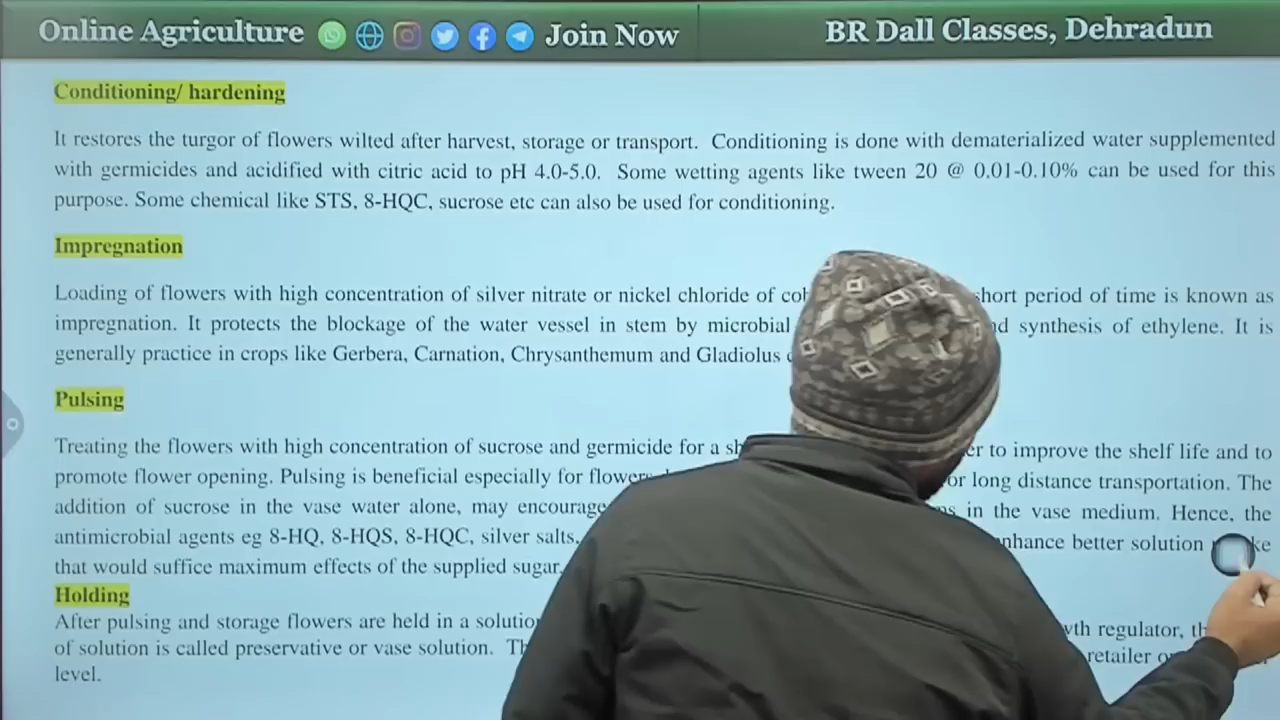 Online Agriculture Join Now BR Dall Classes, Dehradun
Conditioning/ hardening
It restores the turgor of flowers wilted after harvest, storage or transport. Conditioning is done with dematerialized water supplemented
with germicides and acidified with citric acid to pH 4.0-5.0. Some wetting agents like tween 20 @ 0.01-0.10% can be used for this
purpose. Some chemical like STS, 8-HQC, sucrose etc can also be used for conditioning.
Impregnation
Loading of flowers with high concentration of silver nitrate or nickel chloride of short period of time is known as
impregnation. It protects the blockage of the water vessel in stem by microbial synthesis of ethylene. It is
generally practice in crops like Gerbera, Carnation, Chrysanthemum and Gladiolus
Pulsing
Treating the flowers with high concentration of sucrose and germicide for a to improve the shelf life and to
promote flower opening. Pulsing is beneficial especially for long distance transportation. The
addition of sucrose in the vase water alone, may encourage in the vase medium. Hence, the
antimicrobial agents eg 8-HQ, 8-HQS, 8-HQC, silver salts, better solution
that would suffice maximum effects of the supplied sugar.
Holding
After pulsing and storage flowers are held in a regulator,
of solution is called preservative or vase solution. retailer
level.